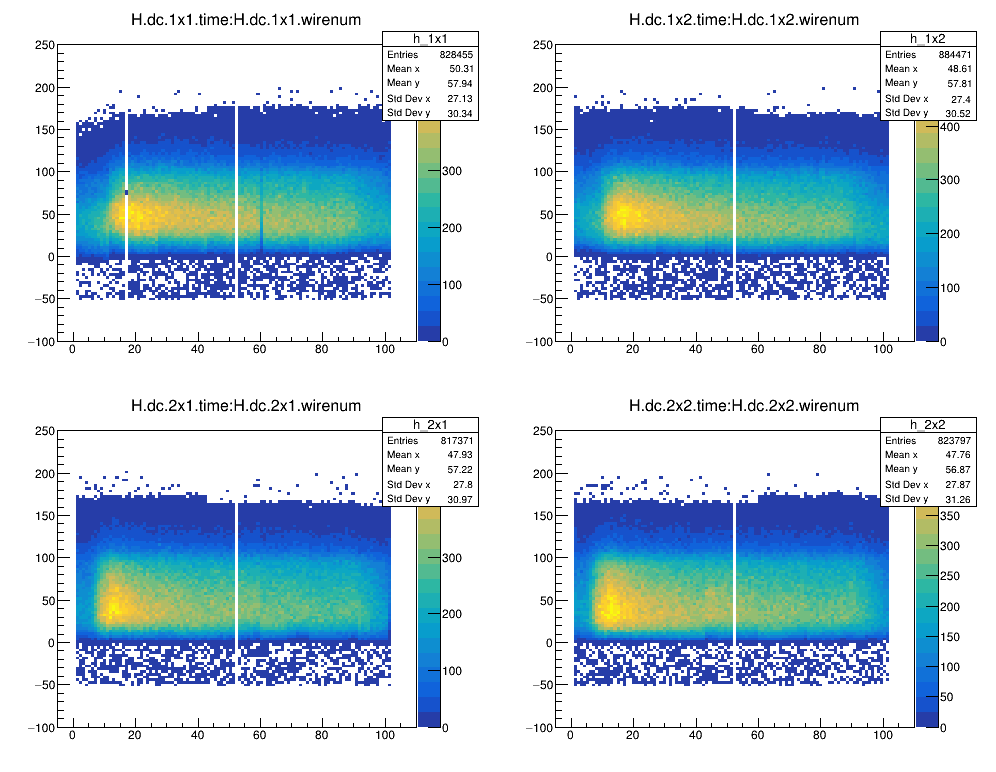 H.dc.1x1.time:H.dc.1x1.wirenum
h_1x1
Entries 828455
Mean x 50.31
Mean y 57.94
Std Dev x 27.13
Std Dev y 30.34
250
200
150
100
50
0
−50
−100
0 20 40 60 80 100
300
200
100
0
H.dc.1x2.time:H.dc.1x2.wirenum
h_1x2
Entries 884471
Mean x 48.61
Mean y 57.81
Std Dev x 27.4
Std Dev y 30.52
250
200
150
100
50
0
−50
−100
0 20 40 60 80 100
400
300
200
100
0
H.dc.2x1.time:H.dc.2x1.wirenum
h_2x1
Entries 817371
Mean x 47.93
Mean y 57.22
Std Dev x 27.8
Std Dev y 30.97
250
200
150
100
50
0
−50
−100
0 20 40 60 80 100
300
200
100
0
H.dc.2x2.time:H.dc.2x2.wirenum
h_2x2
Entries 823797
Mean x 47.76
Mean y 56.87
Std Dev x 27.87
Std Dev y 31.26
250
200
150
100
50
0
−50
−100
0 20 40 60 80 100
350
300
250
200
150
100
50
0